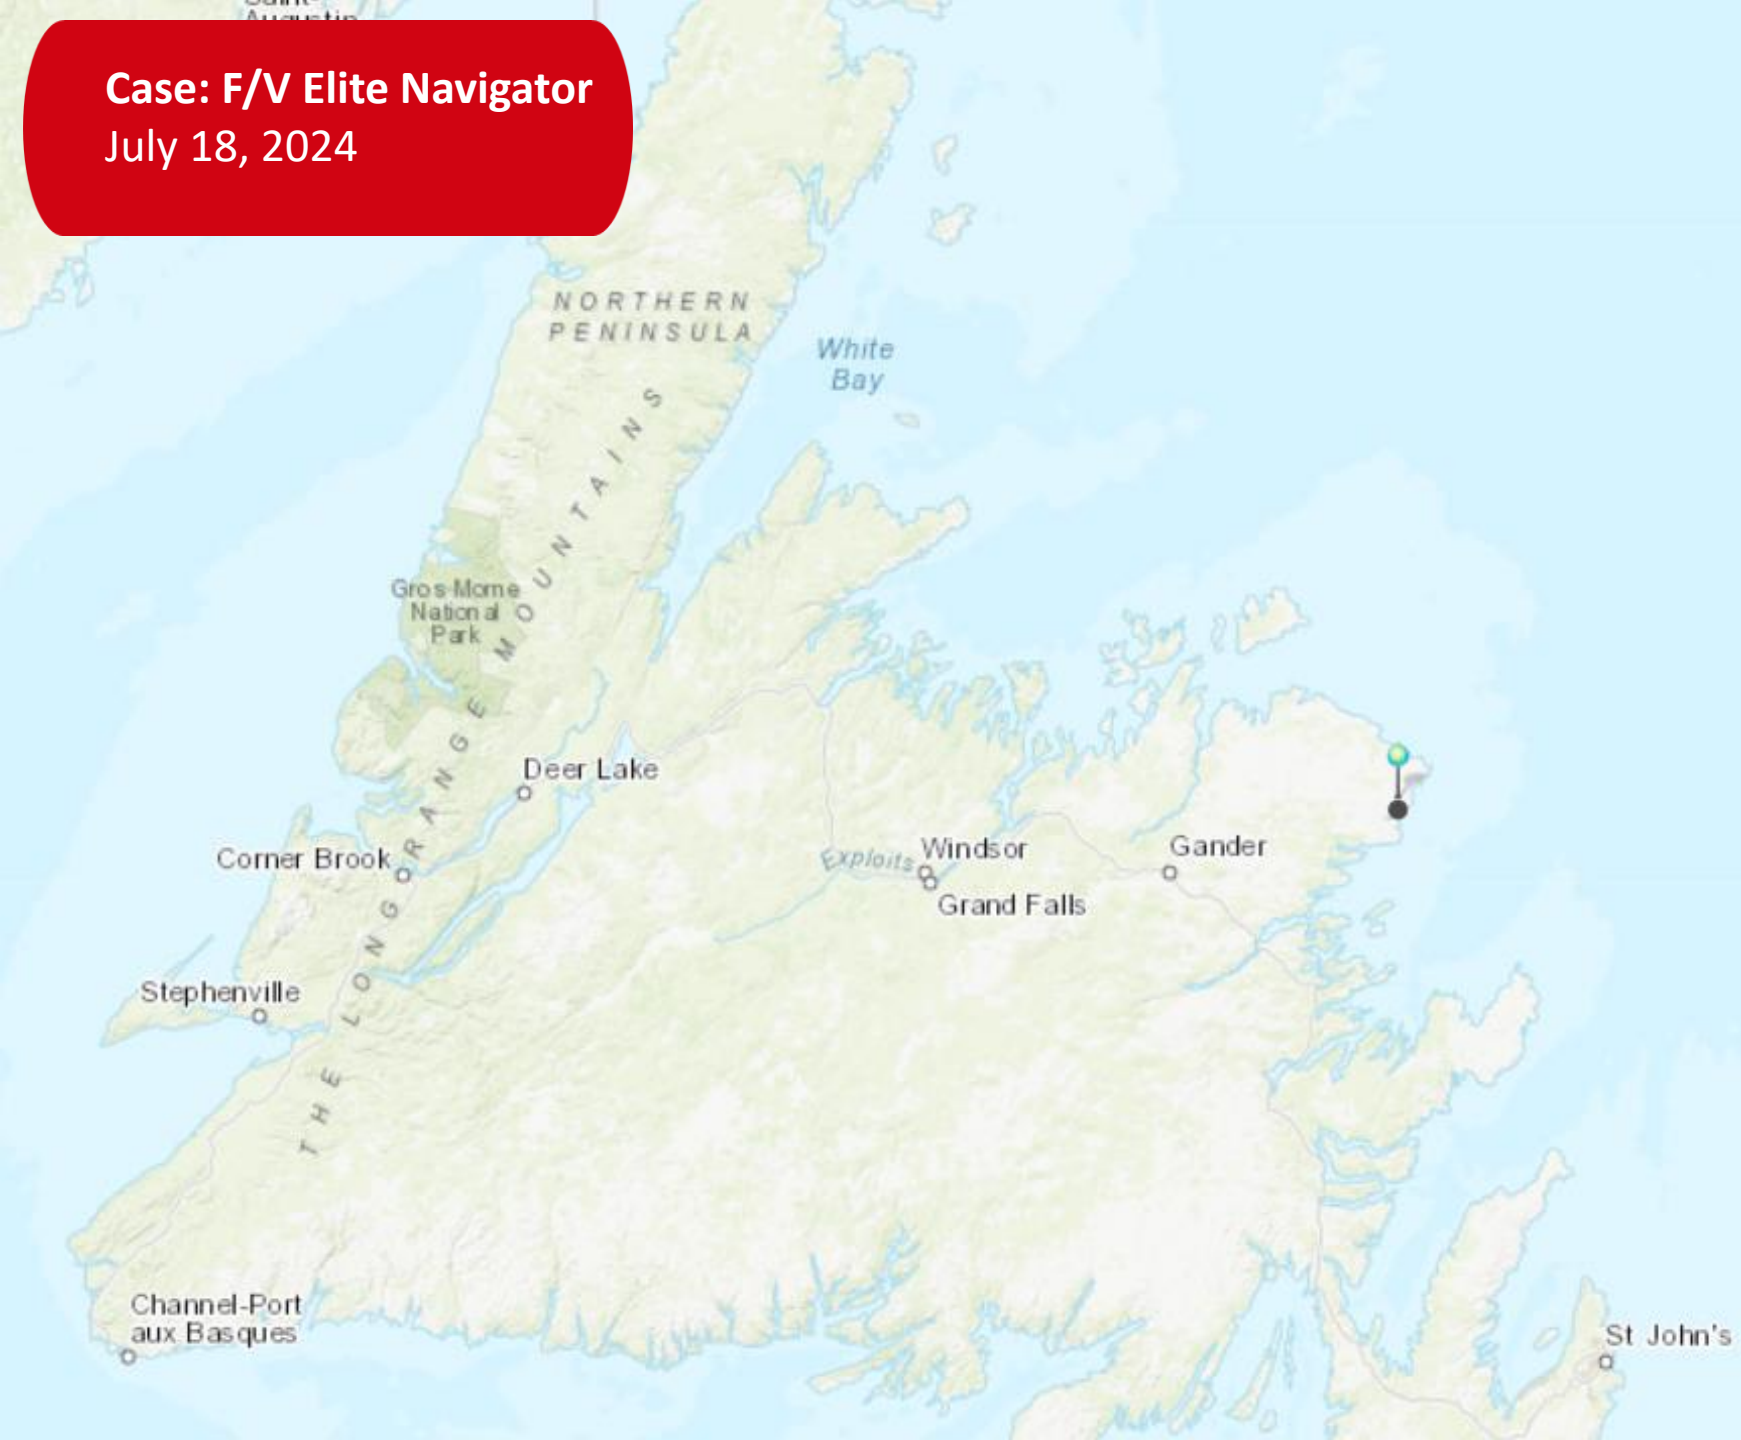 Augustin
Case: F/V Elite Navigator
July 18, 2024
NORTHERN
PENINSULA
White
Bay
THE LONG RANGE MOUNTAINS
Gros Morne
National
Park
Deer Lake
Corner Brook
Exploits
Windsor
Grand Falls
Gander
Stephenville
Channel-Port
aux Basques
St John's